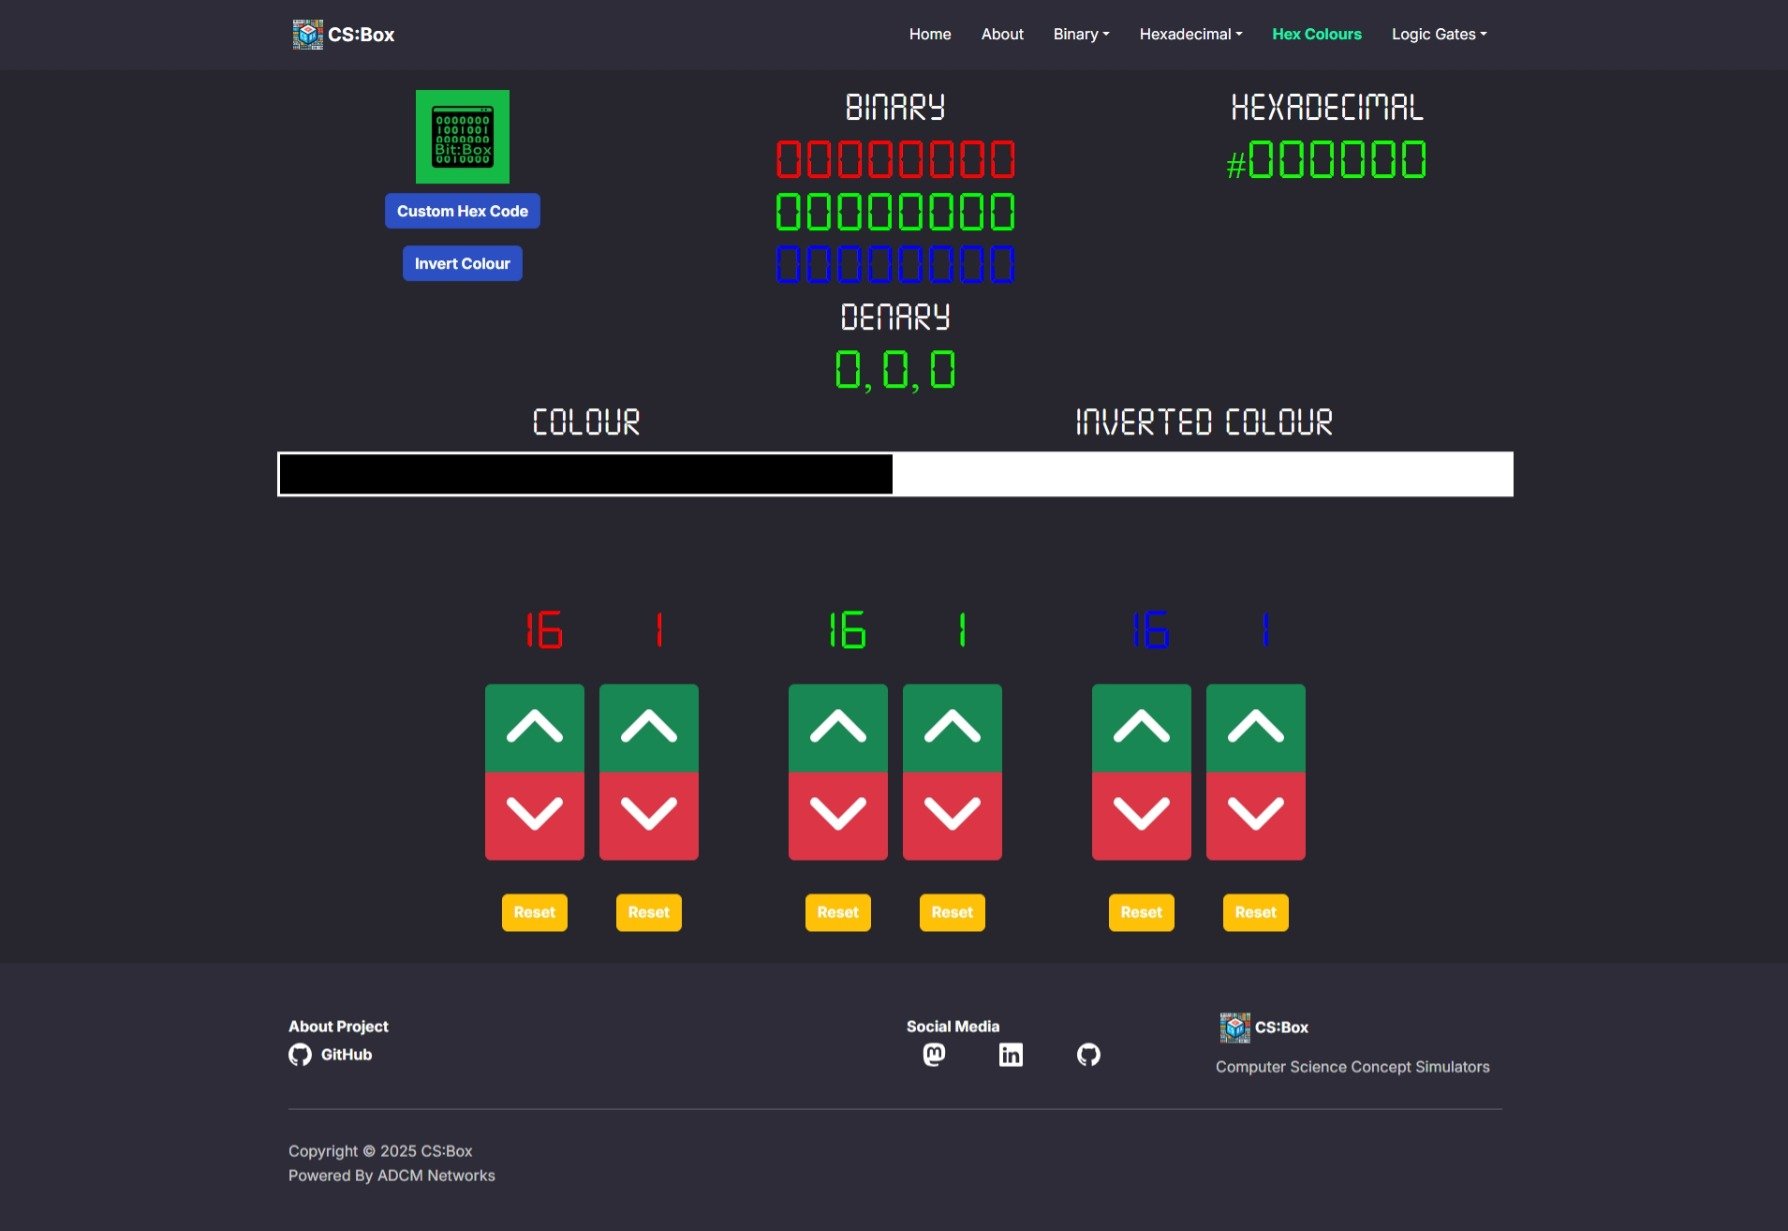 CS:Box
Home About Binary Hexadecimal Hex Colours Logic Gates
0000000
1001001
0000000
Bit:Box
0010000
Custom Hex Code
Invert Colour
BINARY
00000000
00000000
00000000
HEXADECIMAL
#000000
DENARY
0,0,0
COLOUR
INVERTED COLOUR
16 1 16 1 16 1
Reset Reset Reset Reset Reset Reset
About Project
GitHub
Social Media
CS:Box
Computer Science Concept Simulators
Copyright © 2025 CS:Box
Powered By ADCM Networks